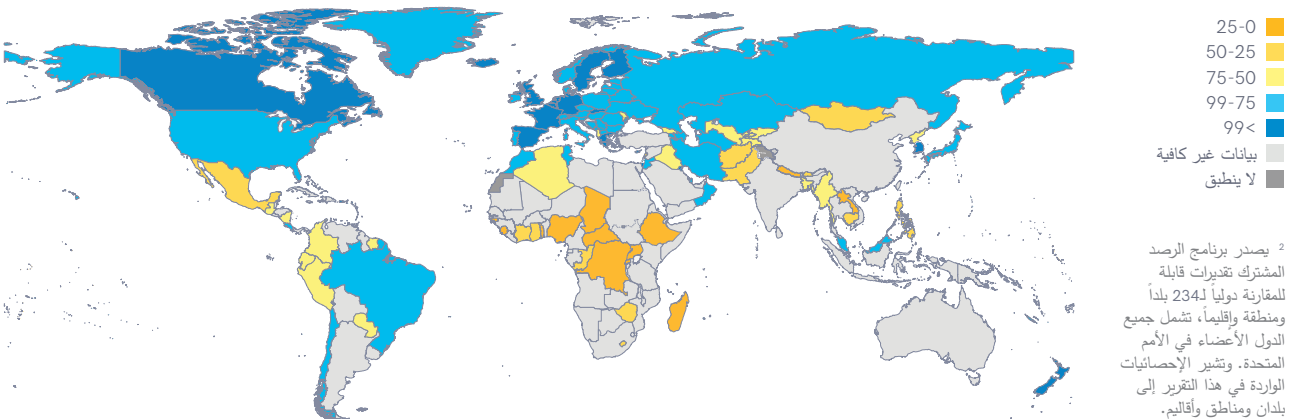 25-0
50-25
75-50
99-75
99<
بيانات غير كافية
لا ينطبق
² يصدر برنامج الرصد
المشترك تقديرات قابلة
للمقارنة دولياً لـ234 بلداً
ومنطقة وإقليماً، تشمل جميع
الدول الأعضاء في الأمم
المتحدة. وتشير الإحصائيات
الواردة في هذا التقرير إلى
بلدان ومناطق وأقاليم.